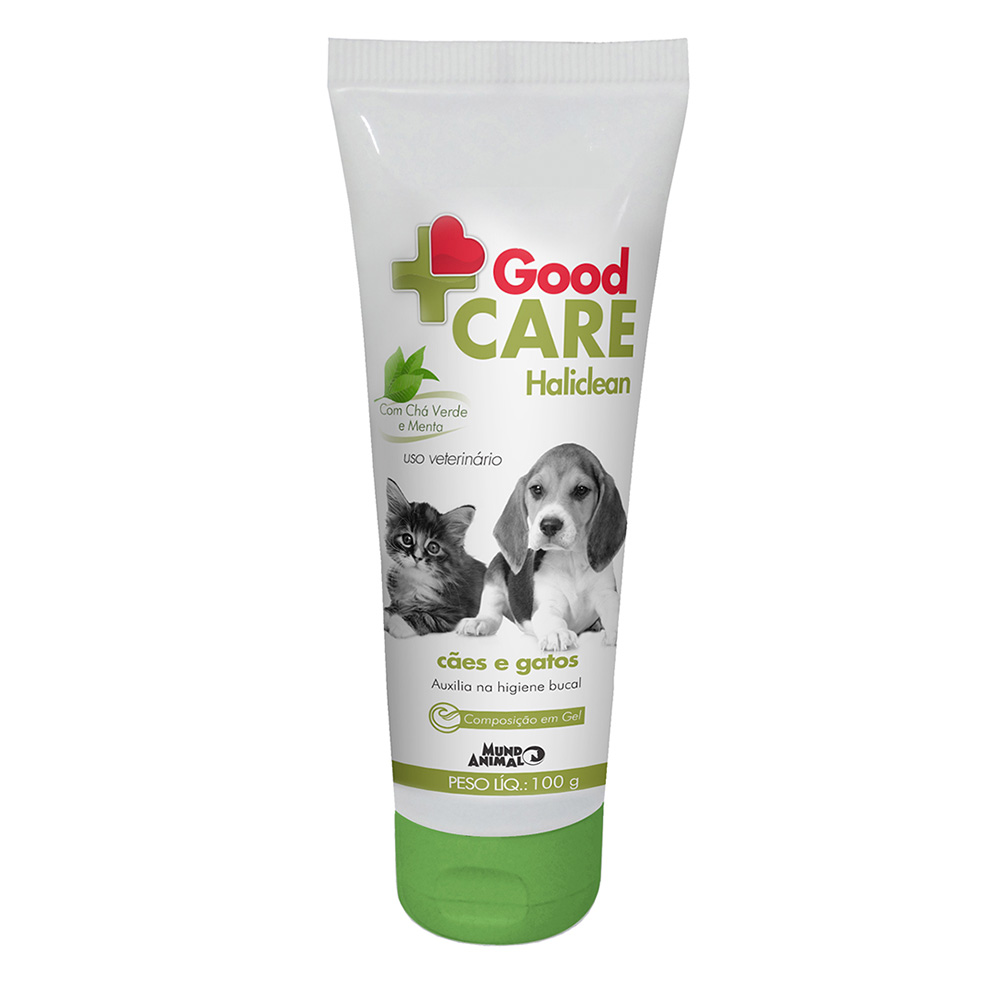 Good
CARE
Haliclean
Com Chá Verde
e Menta
uso veterinário
cães e gatos
Auxilia na higiene bucal
Composição em Gel
MUNDO
ANIMAL
PESO LÍQ.: 100 g